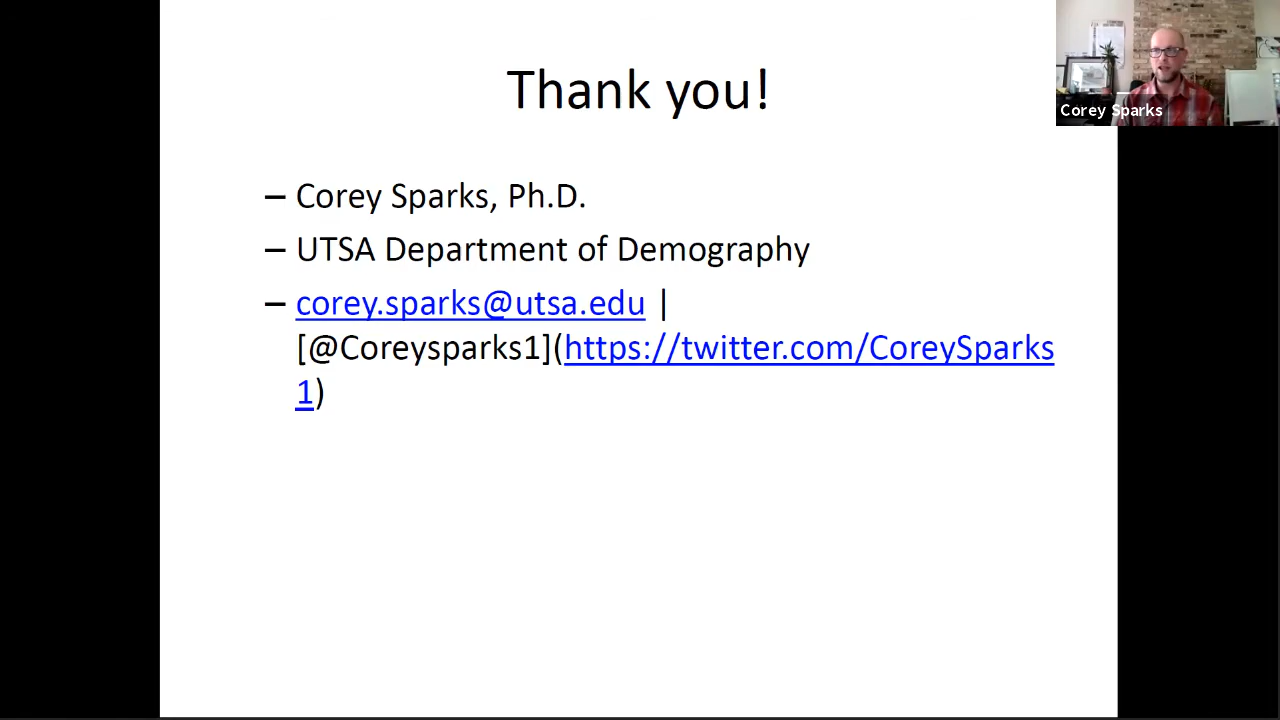 Thank you!
Corey Sparks
– Corey Sparks, Ph.D.
– UTSA Department of Demography
– corey.sparks@utsa.edu |
[@Coreysparks1](https://twitter.com/CoreySparks
1)